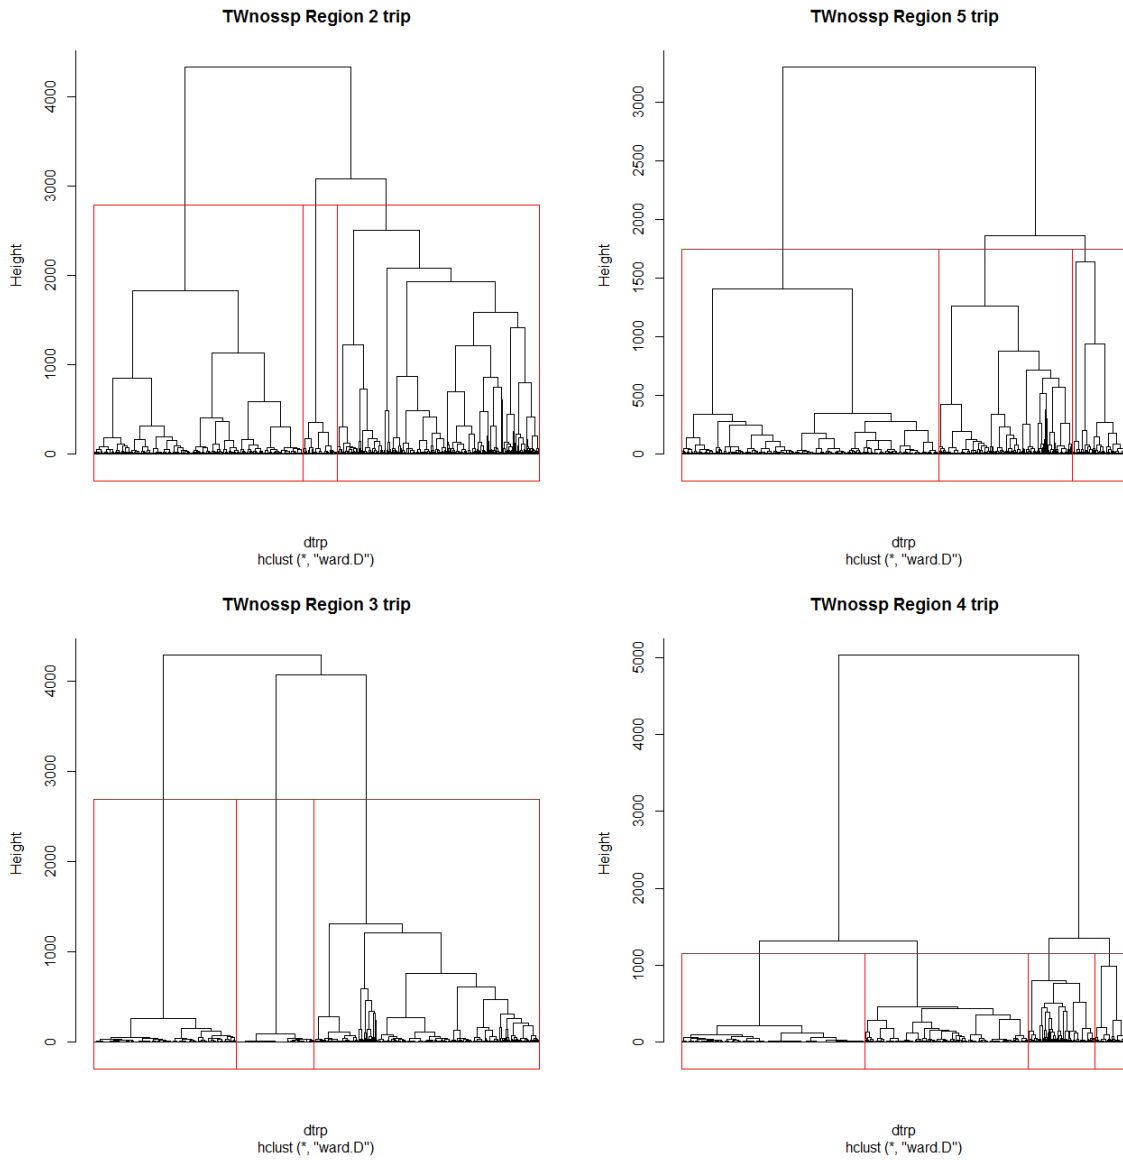 TWnossp Region 2 trip
Height
4000
3000
2000
1000
0
dtrp
hclust (*, "ward.D")
TWnossp Region 5 trip
Height
3000
2500
2000
1500
1000
500
0
dtrp
hclust (*, "ward.D")
TWnossp Region 3 trip
Height
4000
3000
2000
1000
0
dtrp
hclust (*, "ward.D")
TWnossp Region 4 trip
Height
5000
4000
3000
2000
1000
0
dtrp
hclust (*, "ward.D")